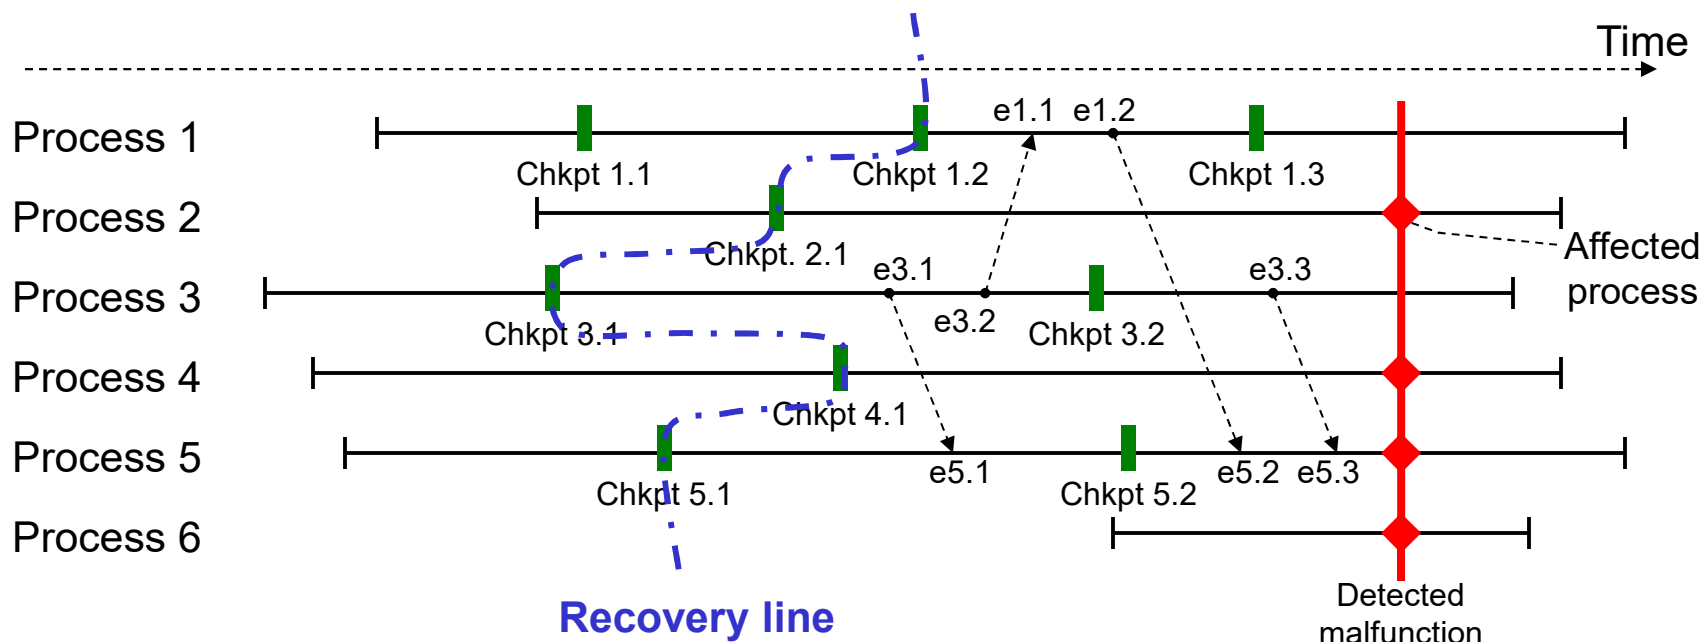 Time
e1.1 e1.2
Process 1
Chkpt 1.1 Chkpt 1.2 Chkpt 1.3
Process 2
Chkpt. 2.1
Affected
process
e3.1 e3.3
Process 3
e3.2
Chkpt 3.1 Chkpt 3.2
Process 4
Chkpt 4.1
Process 5
e5.1 e5.2 e5.3
Chkpt 5.1 Chkpt 5.2
Process 6
Detected
malfunction
Recovery line